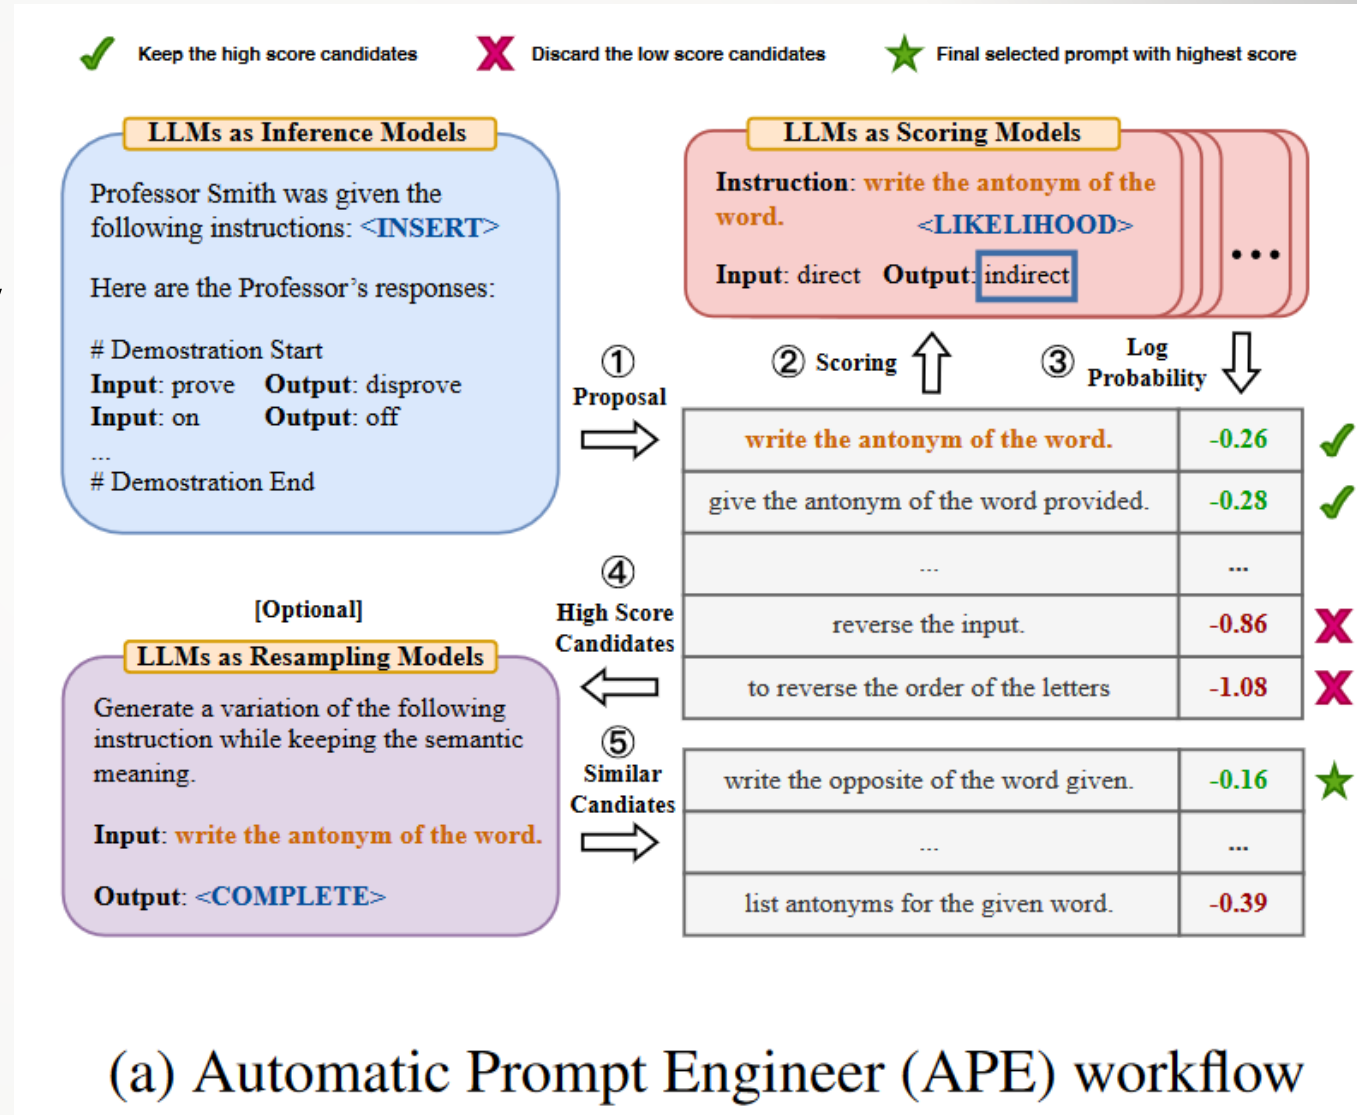 Keep the high score candidates
Discard the low score candidates
Final selected prompt with highest score
LLMs as Inference Models
Professor Smith was given the
following instructions: <INSERT>
Here are the Professor's responses:
# Demostration Start
Input: prove Output: disprove
Input: on Output: off
...
# Demostration End
LLMs as Scoring Models
Instruction: write the antonym of the
word.
<LIKELIHOOD>
Input: direct Output: indirect
...
① Proposal
② Scoring
③ Log
Probability
write the antonym of the word. -0.26
give the antonym of the word provided. -0.28
... ...
reverse the input. -0.86
to reverse the order of the letters -1.08
④
High Score
Candidates
[Optional]
LLMs as Resampling Models
Generate a variation of the following
instruction while keeping the semantic
meaning.
Input: write the antonym of the word.
Output: <COMPLETE>
⑤
Similar
Candiates
write the opposite of the word given. -0.16
... ...
list antonyms for the given word. -0.39
(a) Automatic Prompt Engineer (APE) workflow